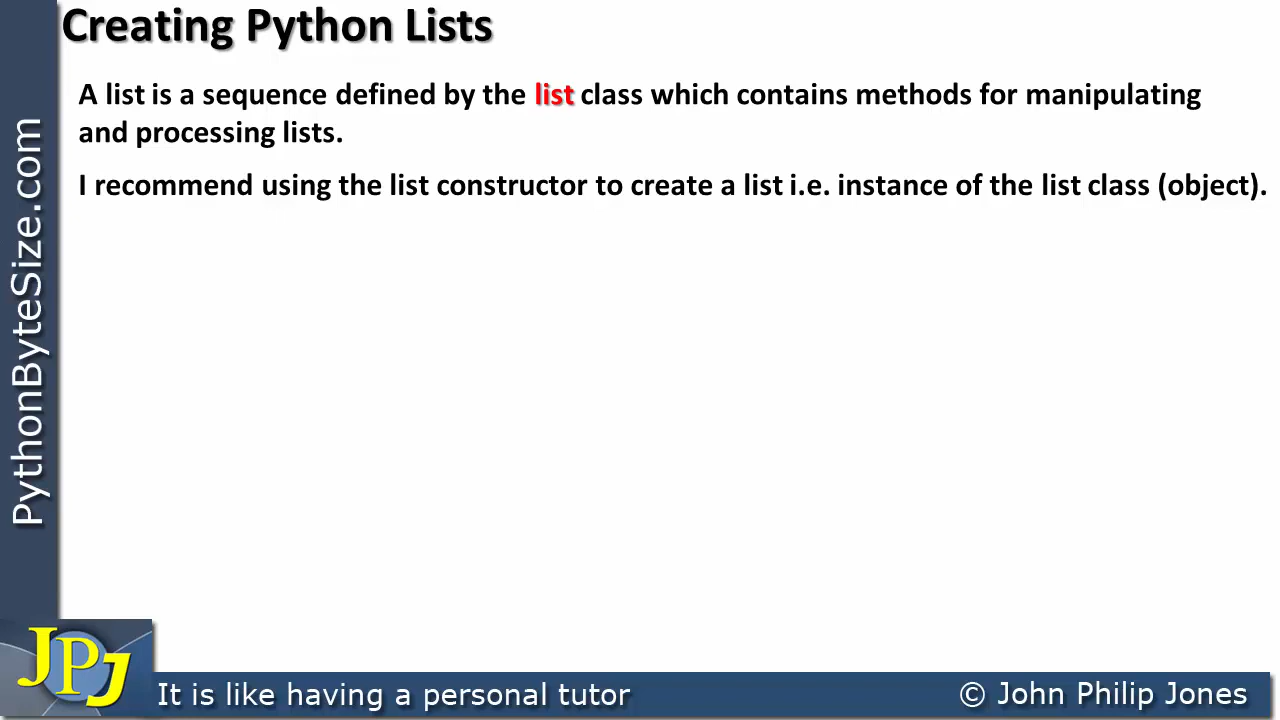 Creating Python Lists
A list is a sequence defined by the list class which contains methods for manipulating
and processing lists.
I recommend using the list constructor to create a list i.e. instance of the list class (object).
PythonByteSize.com
JPJ
It is like having a personal tutor
© John Philip Jones